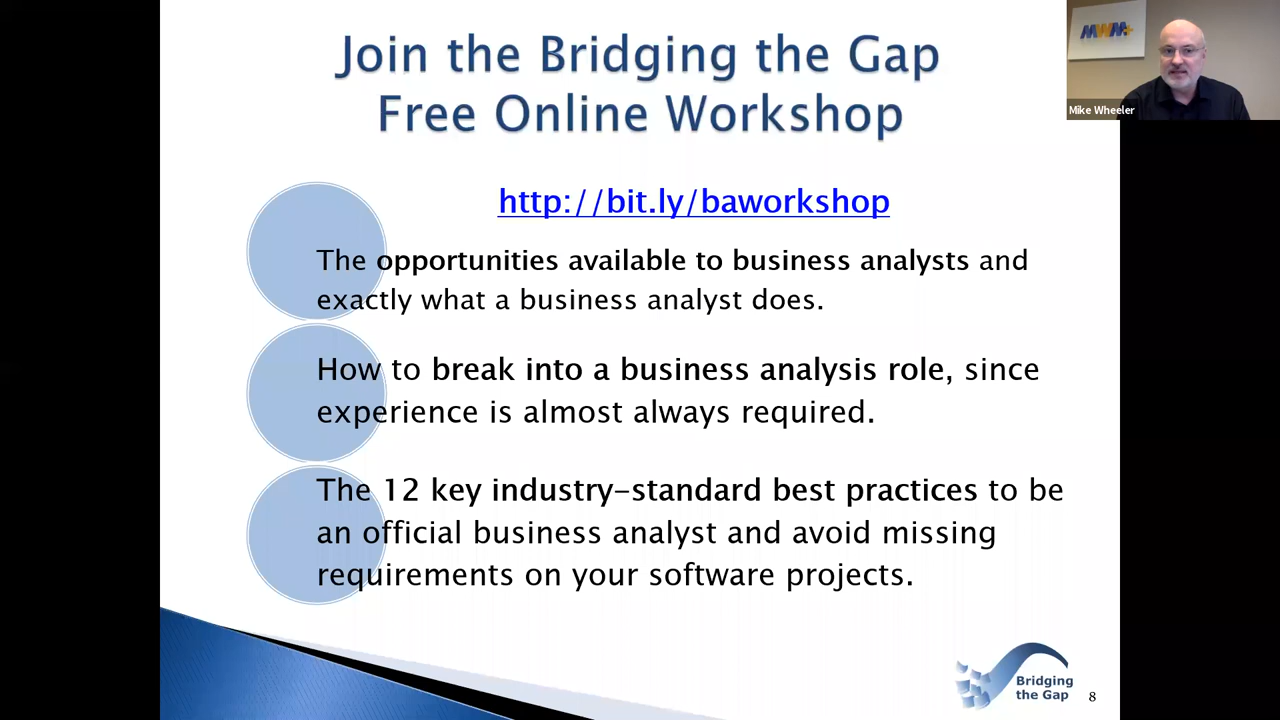 Join the Bridging the Gap
Free Online Workshop
MWM+
Mike Wheeler
http://bit.ly/baworkshop
The opportunities available to business analysts and
exactly what a business analyst does.
How to break into a business analysis role, since
experience is almost always required.
The 12 key industry-standard best practices to be
an official business analyst and avoid missing
requirements on your software projects.
Bridging
the Gap
8